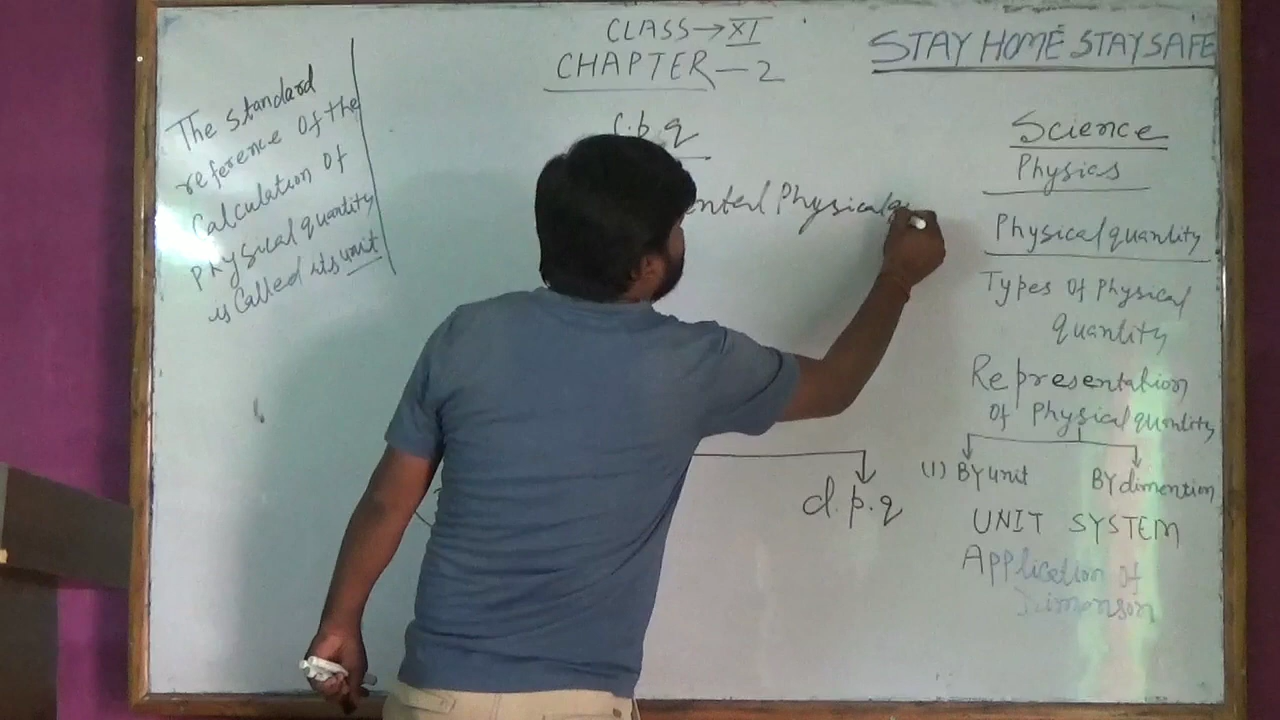 CLASS→XI
CHAPTER-2
f.p.q
ental Physical q
d.p.q
The standard
reference of the
Calculation of
Physical quantity
is called its unit
STAY HOME STAY SAFE
Science
Physics
Physical quantity
Types of Physical
quantity
Representation
of Physical quantity
(1) BY unit
BY dimention
UNIT SYSTEM
Application of